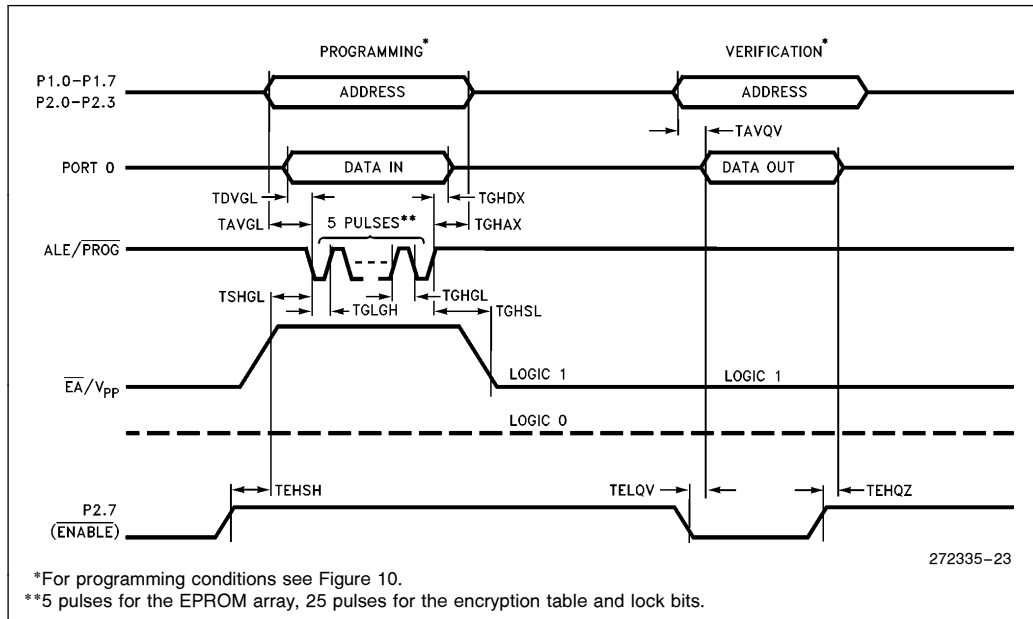 PROGRAMMING* VERIFICATION*
P1.0–P1.7
P2.0–P2.3
ADDRESS ADDRESS
TAVQV
PORT 0 DATA IN DATA OUT
TDVGL TGHDX
TAVGL 5 PULSES** TGHAX
ALE/PROG
TSHGL TGLGH TGHGL TGHSL
EA/VPP LOGIC 1 LOGIC 1
LOGIC 0
TEHSH TELQV TEHQZ
P2.7
(ENABLE)
272335–23
*For programming conditions see Figure 10.
**5 pulses for the EPROM array, 25 pulses for the encryption table and lock bits.